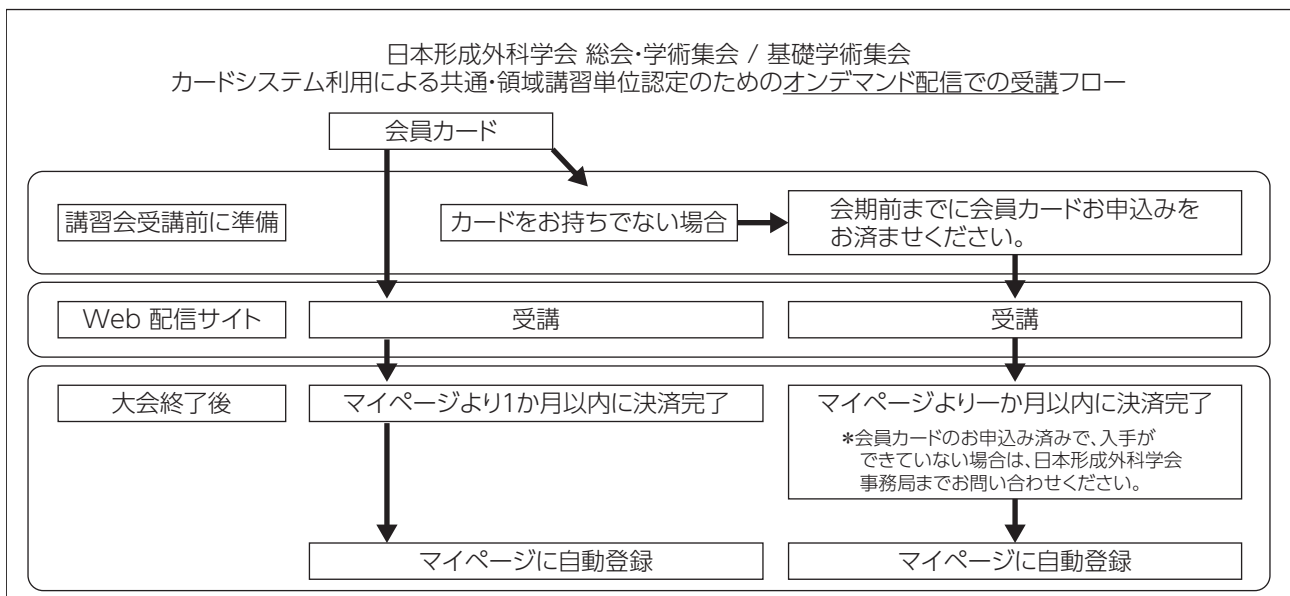 日本形成外科学会 総会・学術集会 / 基礎学術集会
カードシステム利用による共通・領域講習単位認定のためのオンデマンド配信での受講フロー
会員カード
講習会受講前に準備
カードをお持ちでない場合
会期前までに会員カードお申込みを
お済ませください。
Web 配信サイト
受講
受講
大会終了後
マイページより1か月以内に決済完了
マイページより一か月以内に決済完了
*会員カードのお申込み済みで、入手が
できていない場合は、日本形成外科学会
事務局までお問い合わせください。
マイページに自動登録
マイページに自動登録